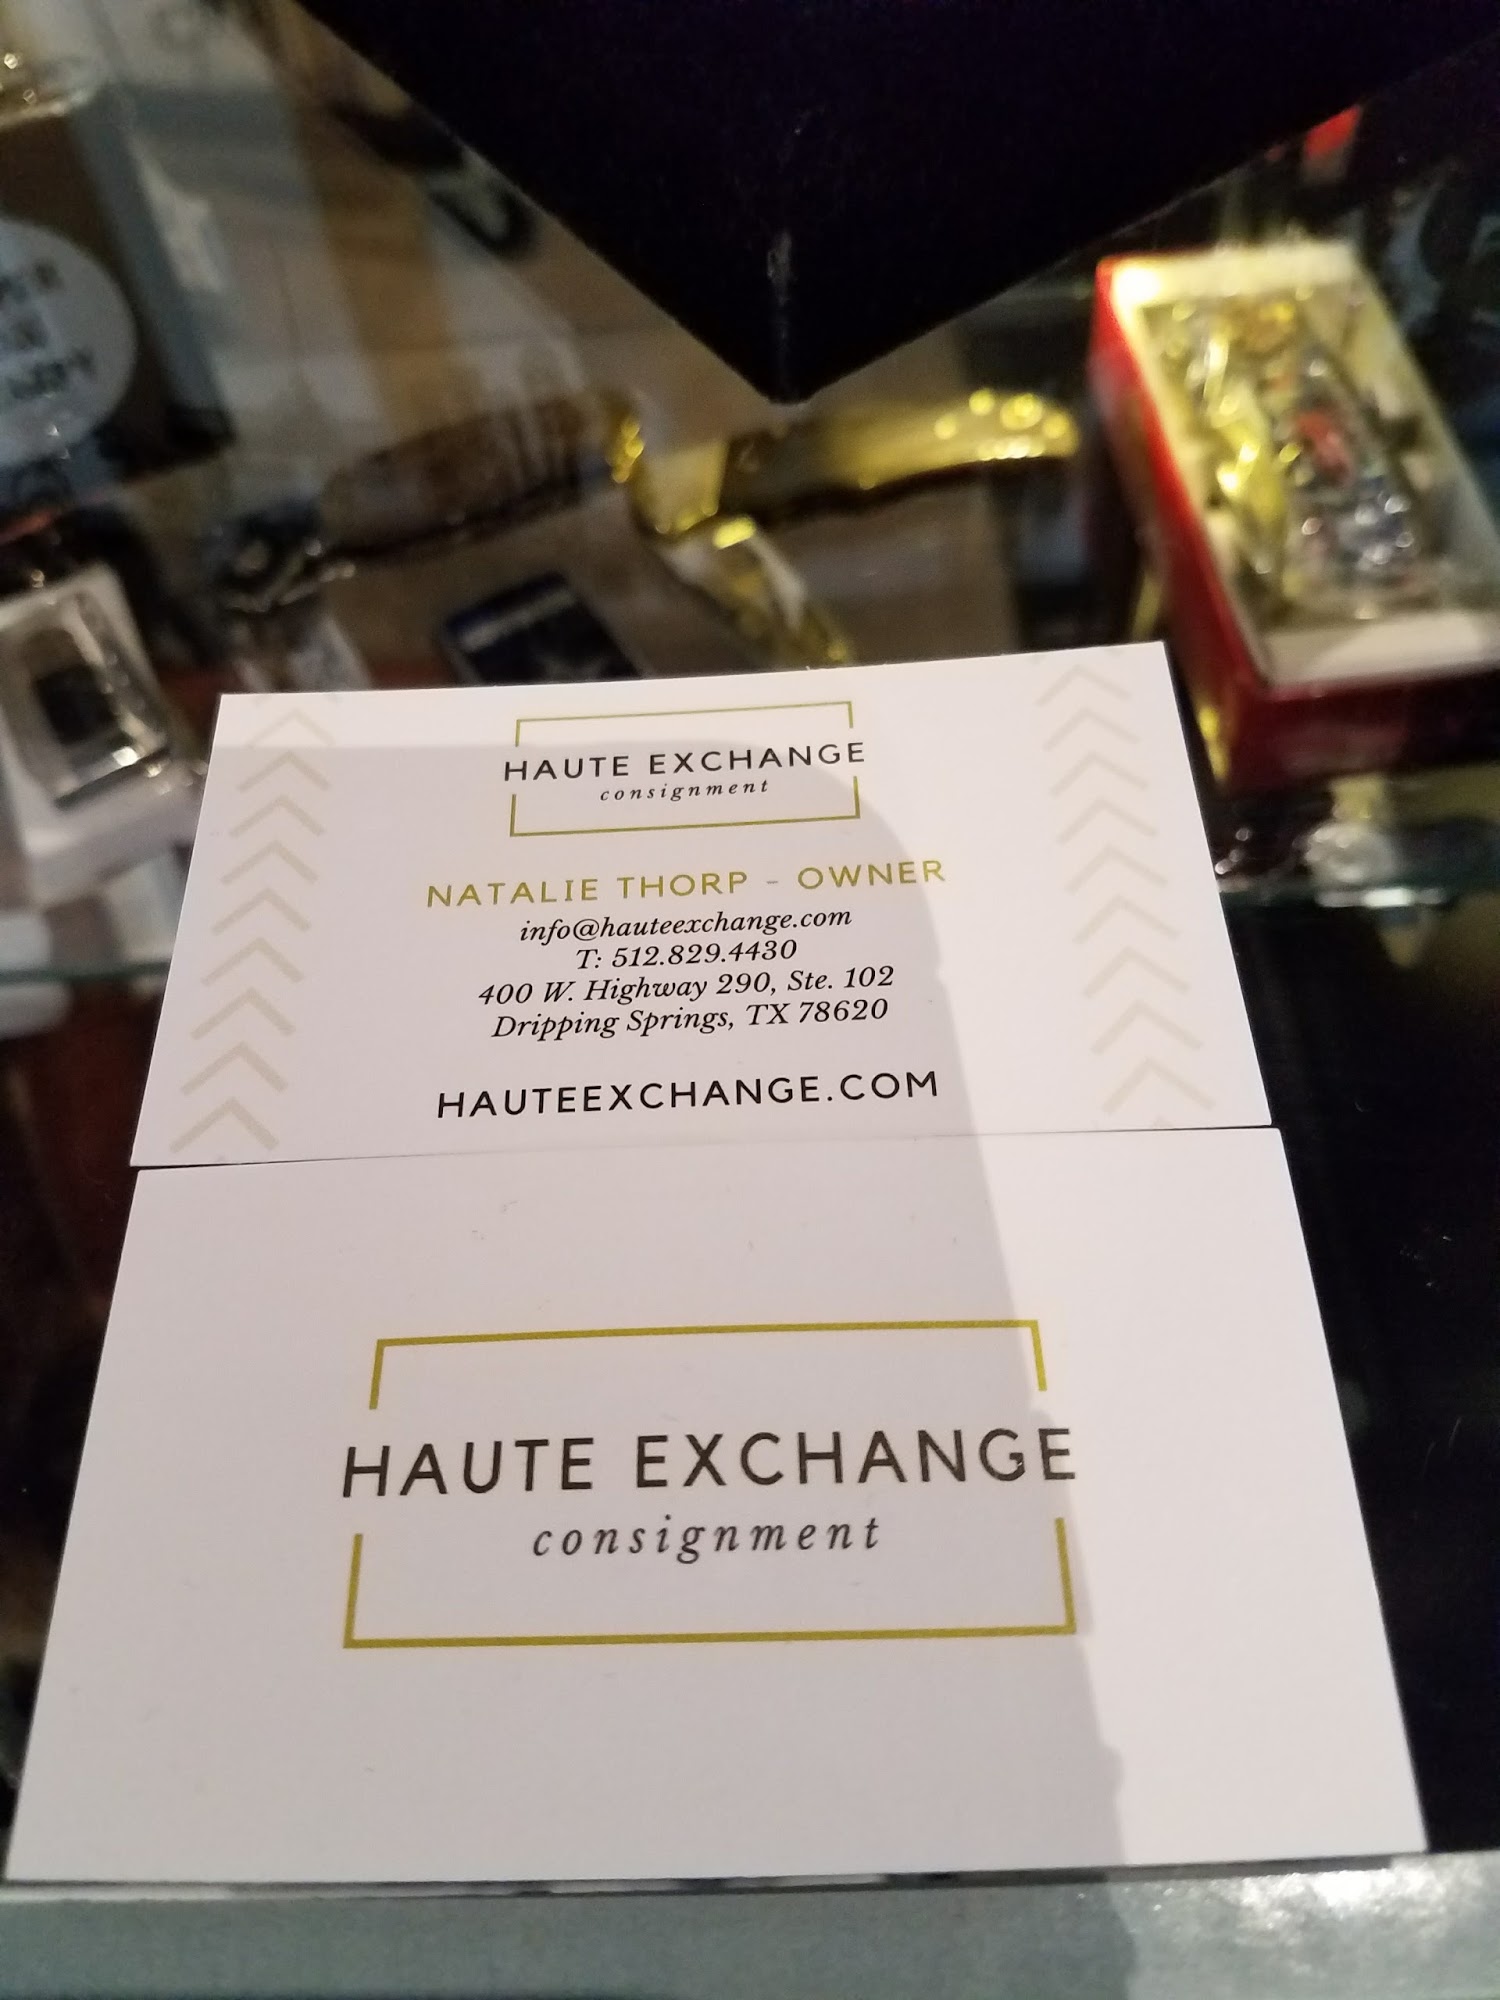 HAUTE EXCHANGE
consignment
NATALIE THORP - OWNER
info@hauteexchange.com
T: 512.829.4430
400 W. Highway 290, Ste. 102
Dripping Springs, TX 78620
HAUTEEXCHANGE.COM
HAUTE EXCHANGE
consignment